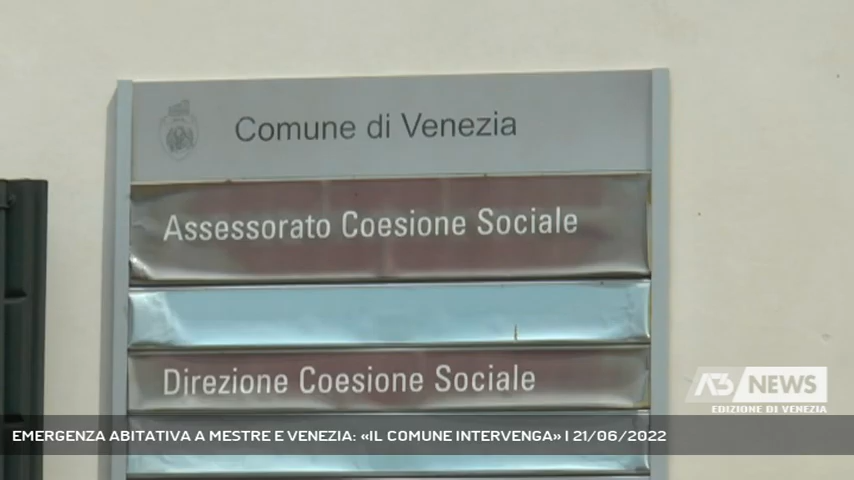 Comune di Venezia
Assessorato Coesione Sociale
Direzione Coesione Sociale
A3 NEWS
EDIZIONE DI VENEZIA
EMERGENZA ABITATIVA A MESTRE E VENEZIA: «IL COMUNE INTERVENGA» | 21/06/2022